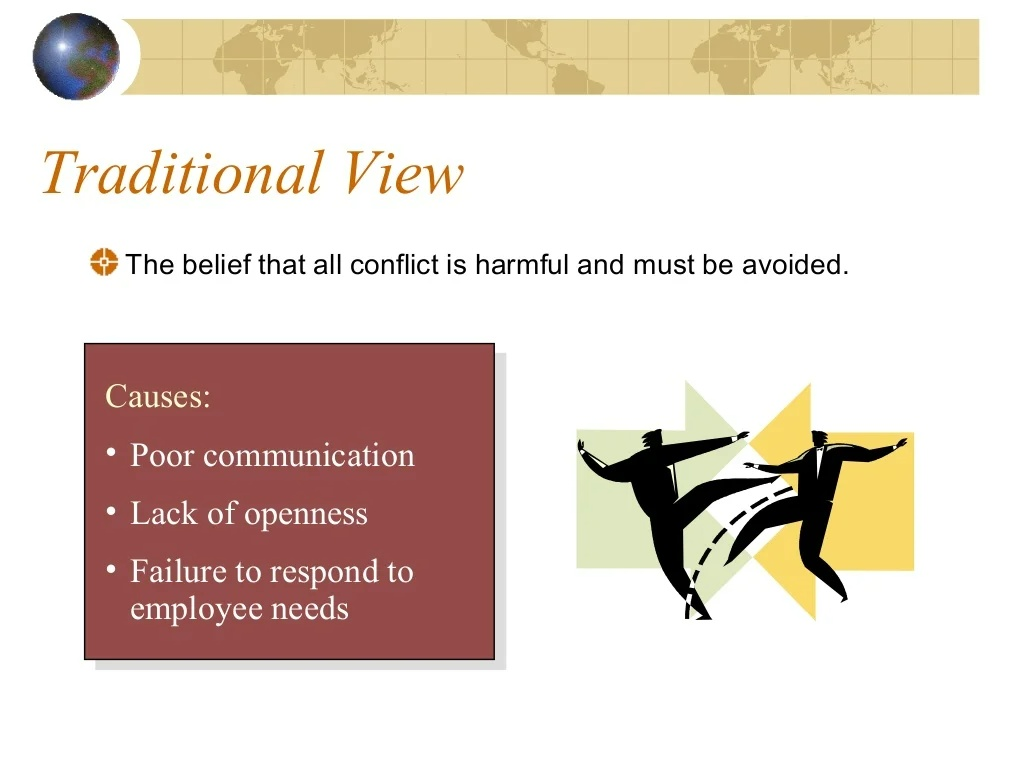 Traditional View
The belief that all conflict is harmful and must be avoided.
Causes:
• Poor communication
• Lack of openness
• Failure to respond to
employee needs